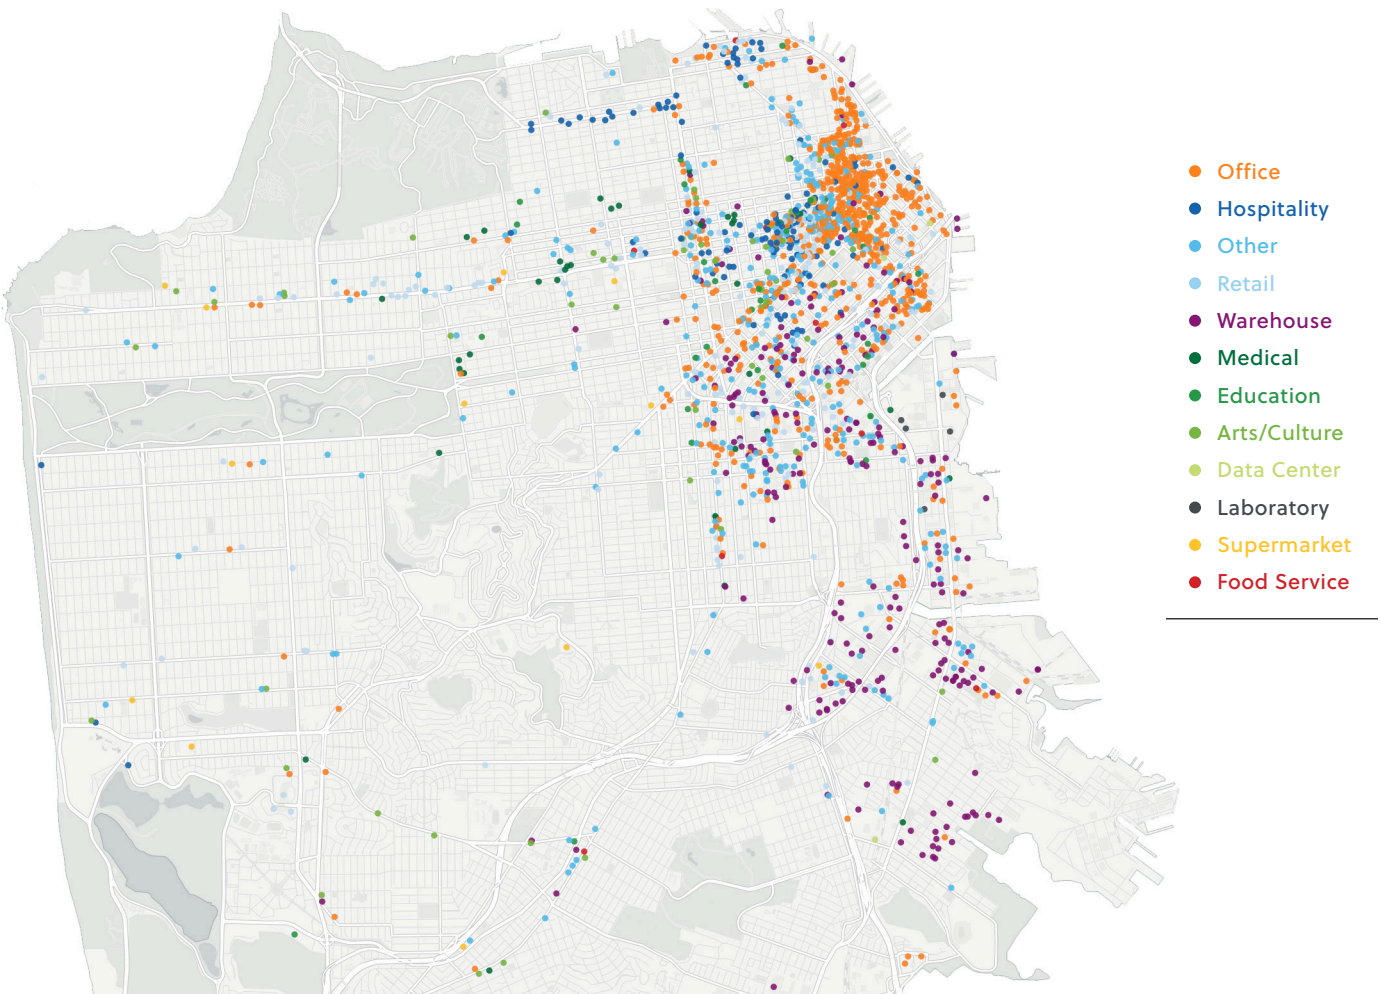 Office
Hospitality
Other
Retail
Warehouse
Medical
Education
Arts/Culture
Data Center
Laboratory
Supermarket
Food Service